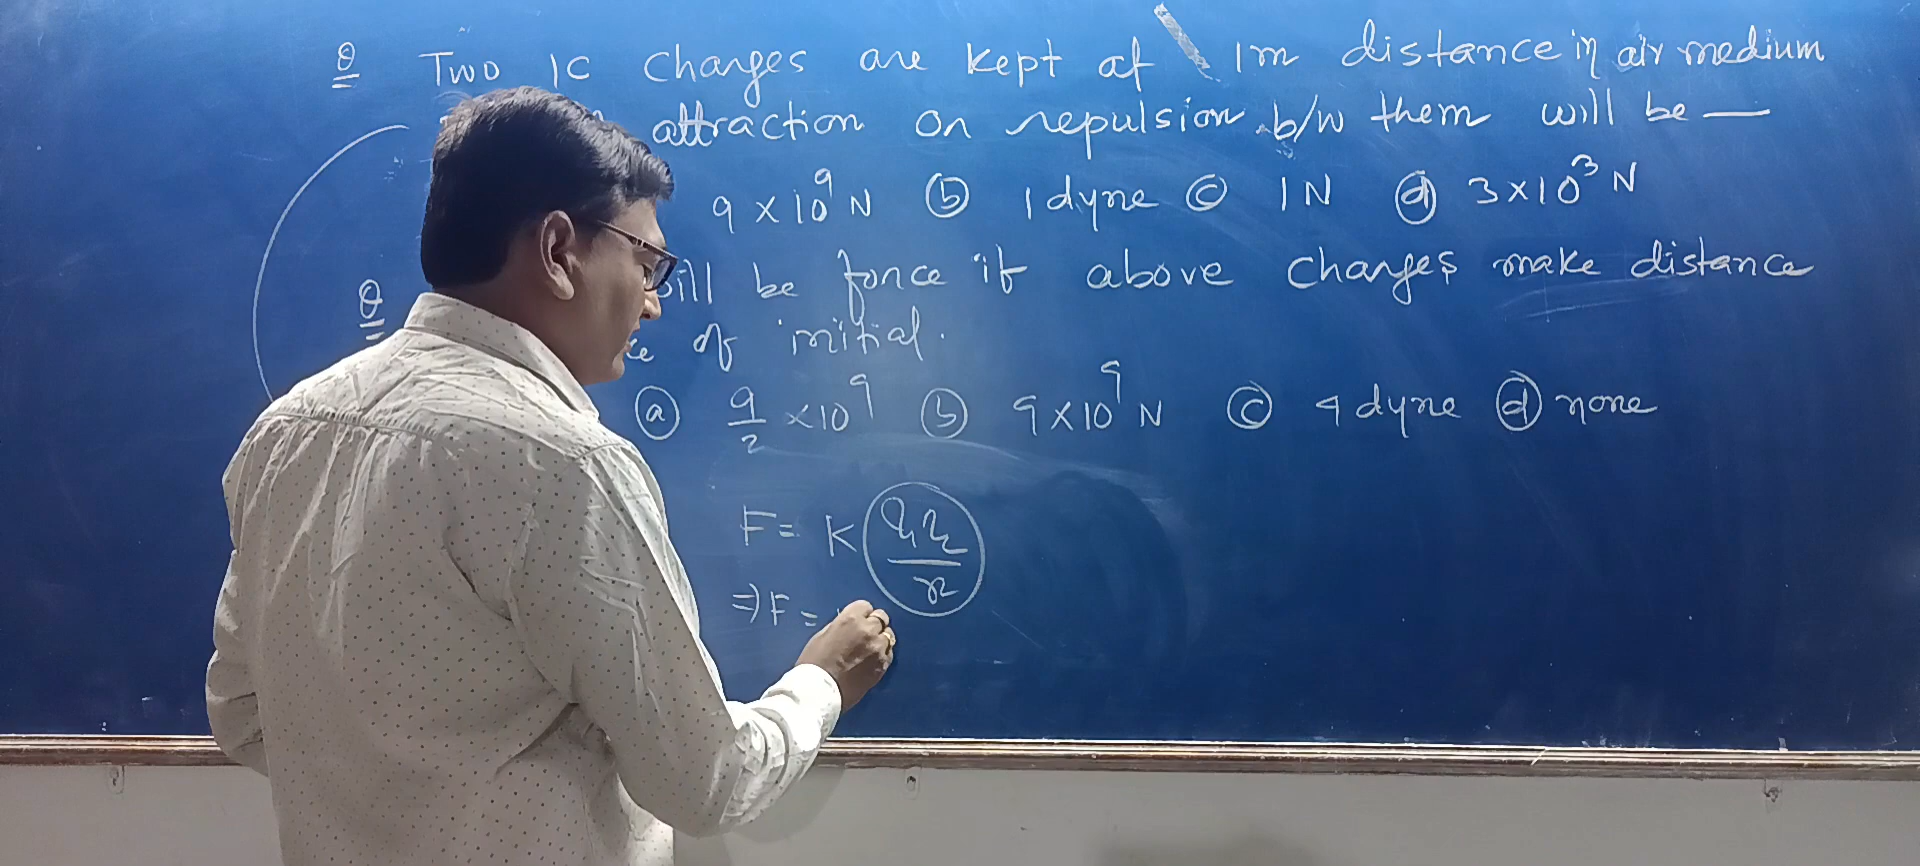 Q Two 1C charges are kept at 1m distance in air medium
attraction or repulsion b/w them will be —
9 × 10⁹ N ⓑ 1 dyne ⓒ 1 N ⓓ 3 × 10³ N
Q will be force if above charges make distance
of initial.
ⓐ 9/2 × 10⁹ ⓑ 9 × 10⁹ N ⓒ 9 dyne ⓓ none
F = K q₁q₂/r²
⇒ F =